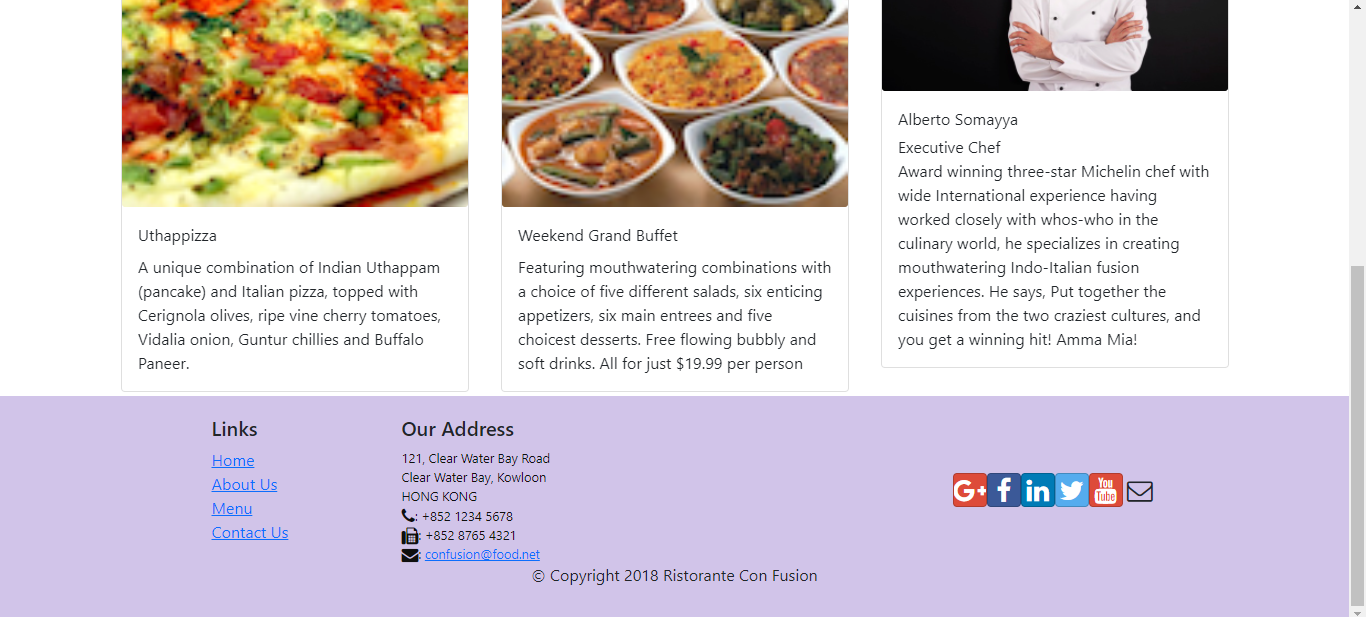 Uthappizza
A unique combination of Indian Uthappam
(pancake) and Italian pizza, topped with
Cerignola olives, ripe vine cherry tomatoes,
Vidalia onion, Guntur chillies and Buffalo
Paneer.
Weekend Grand Buffet
Featuring mouthwatering combinations with
a choice of five different salads, six enticing
appetizers, six main entrees and five
choicest desserts. Free flowing bubbly and
soft drinks. All for just $19.99 per person
Alberto Somayya
Executive Chef
Award winning three-star Michelin chef with
wide International experience having
worked closely with whos-who in the
culinary world, he specializes in creating
mouthwatering Indo-Italian fusion
experiences. He says, Put together the
cuisines from the two craziest cultures, and
you get a winning hit! Amma Mia!
Links
Home
About Us
Menu
Contact Us
Our Address
121, Clear Water Bay Road
Clear Water Bay, Kowloon
HONG KONG
: +852 1234 5678
: +852 8765 4321
: confusion@food.net
G+ f in You Tube
© Copyright 2018 Ristorante Con Fusion